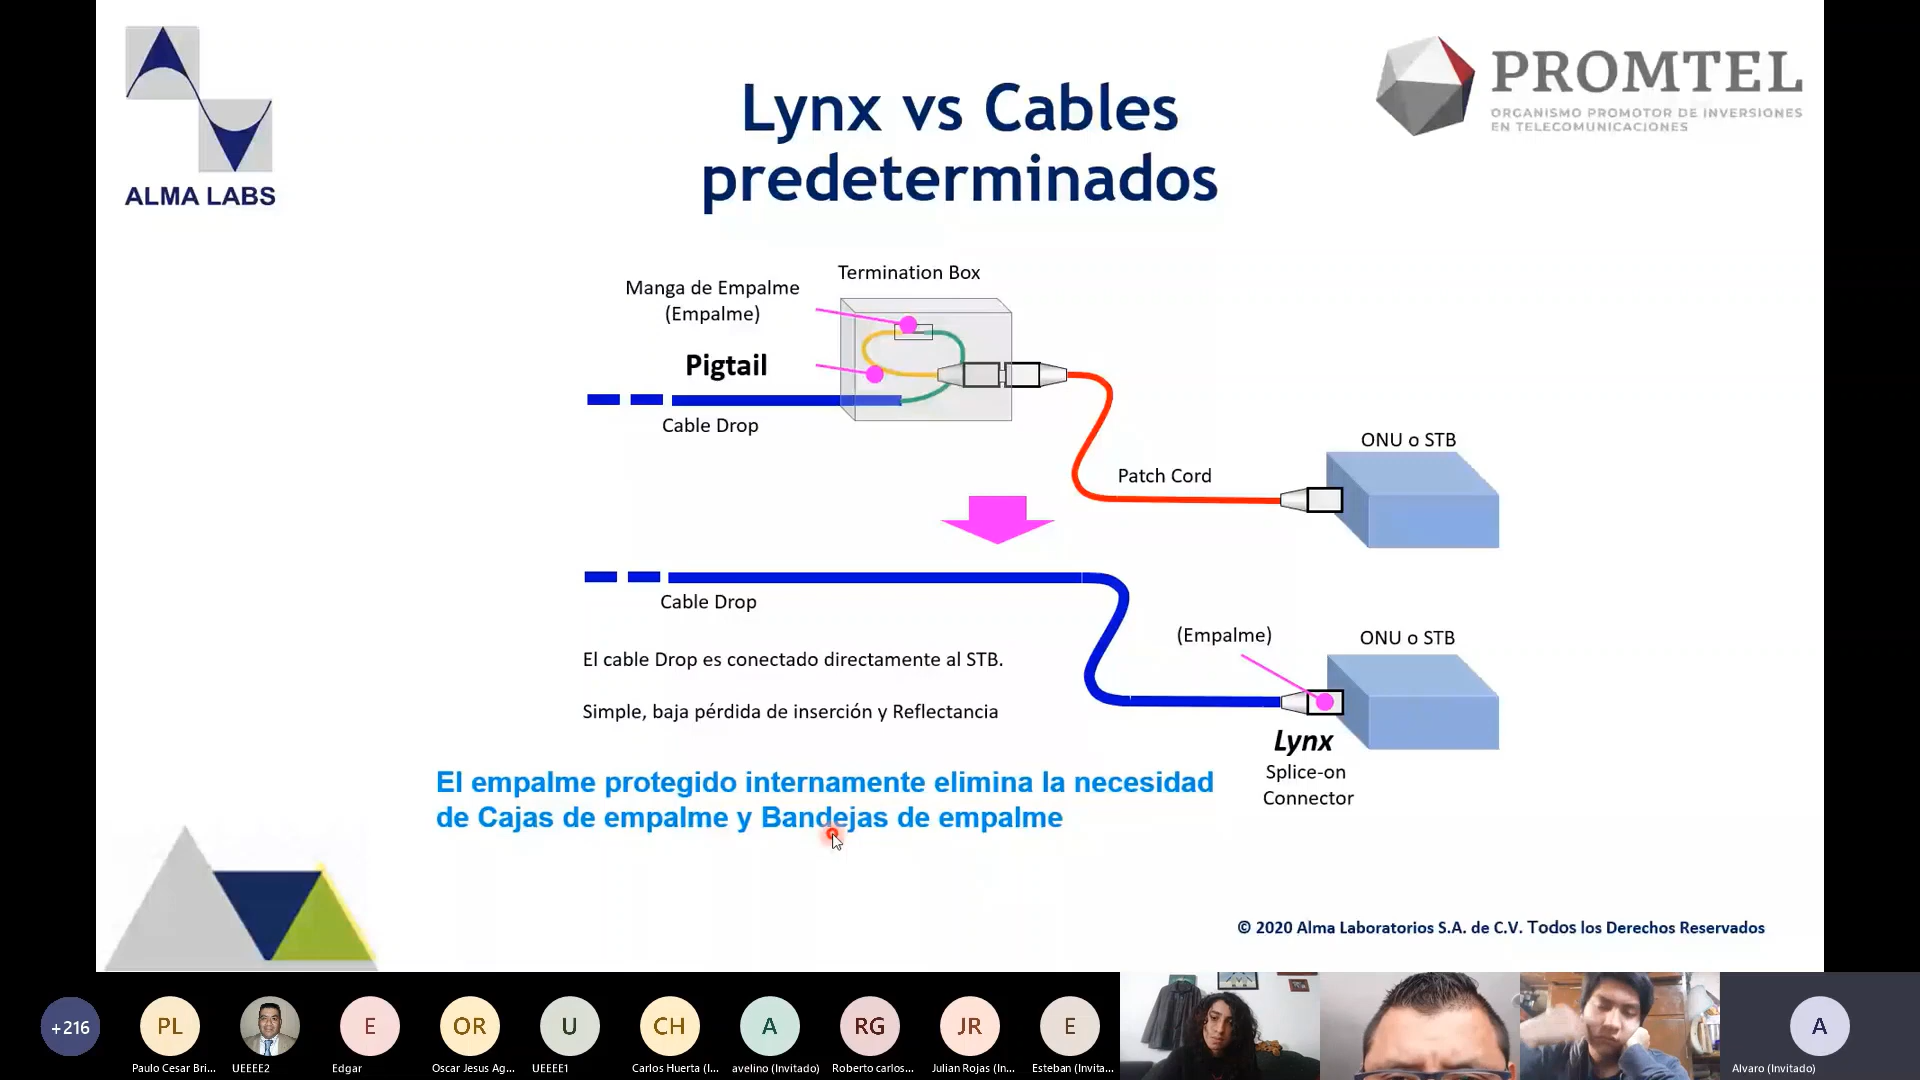 ALMA LABS
PROMTEL
ORGANISMO PROMOTOR DE INVERSIONES
EN TELECOMUNICACIONES
Lynx vs Cables
predeterminados
Termination Box
Manga de Empalme
(Empalme)
Pigtail
Cable Drop
Patch Cord
ONU o STB
Cable Drop
El cable Drop es conectado directamente al STB.
Simple, baja pérdida de inserción y Reflectancia
(Empalme)
ONU o STB
Lynx
Splice-on
Connector
El empalme protegido internamente elimina la necesidad
de Cajas de empalme y Bandejas de empalme
© 2020 Alma Laboratorios S.A. de C.V. Todos los Derechos Reservados
+216
PL
E
OR
U
CH
A
RG
JR
E
A
Paulo Cesar Bri...
UEEEE2
Edgar
Oscar Jesus Ag...
UEEEE1
Carlos Huerta (I...
avelino (Invitado)
Roberto carlos...
Julian Rojas (In...
Esteban (Invita...
Alvaro (Invitado)